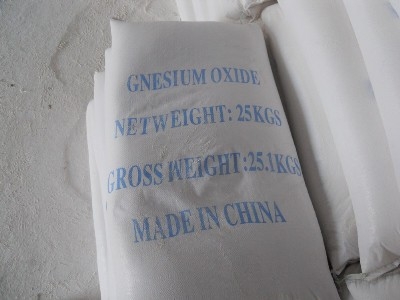 GNESIUM OXIDE
NETWEIGHT: 25KGS
GROSS WEIGHT:25.1KGS
MADE IN CHINA